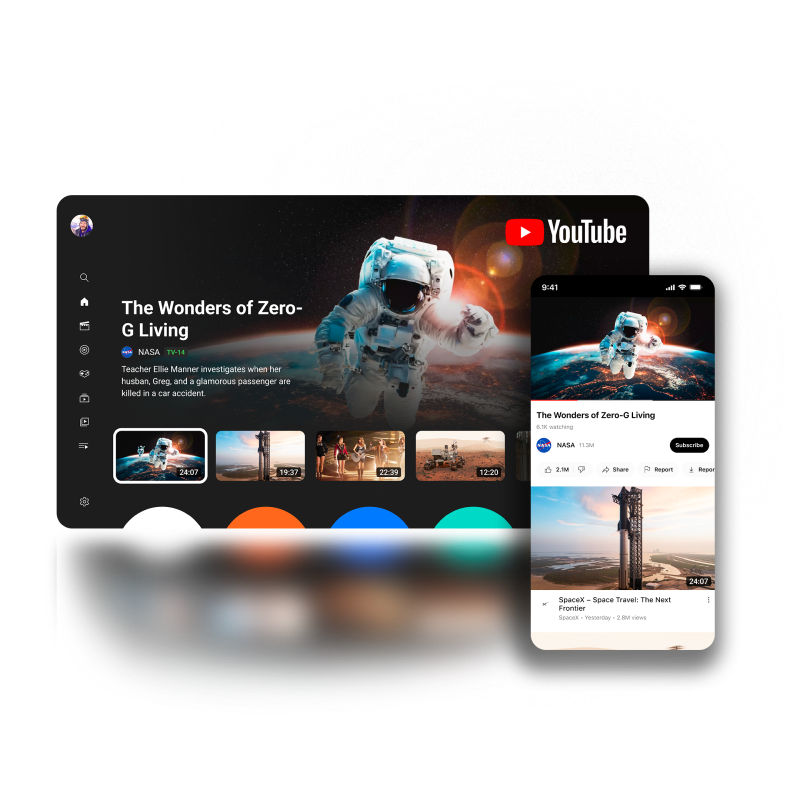 YouTube
The Wonders of Zero-
G Living
NASA TV-14
Teacher Ellie Manner investigates when her
husban, Greg, and a glamorous passenger are
killed in a car accident.
24:07
19:37
22:39
12:20
9:41
The Wonders of Zero-G Living
6.1K watching
NASA NASA 11.3M Subscribe
2.1M Share Report Repor
24:07
SpaceX – Space Travel: The Next
Frontier
SpaceX • Yesterday • 2.8M views